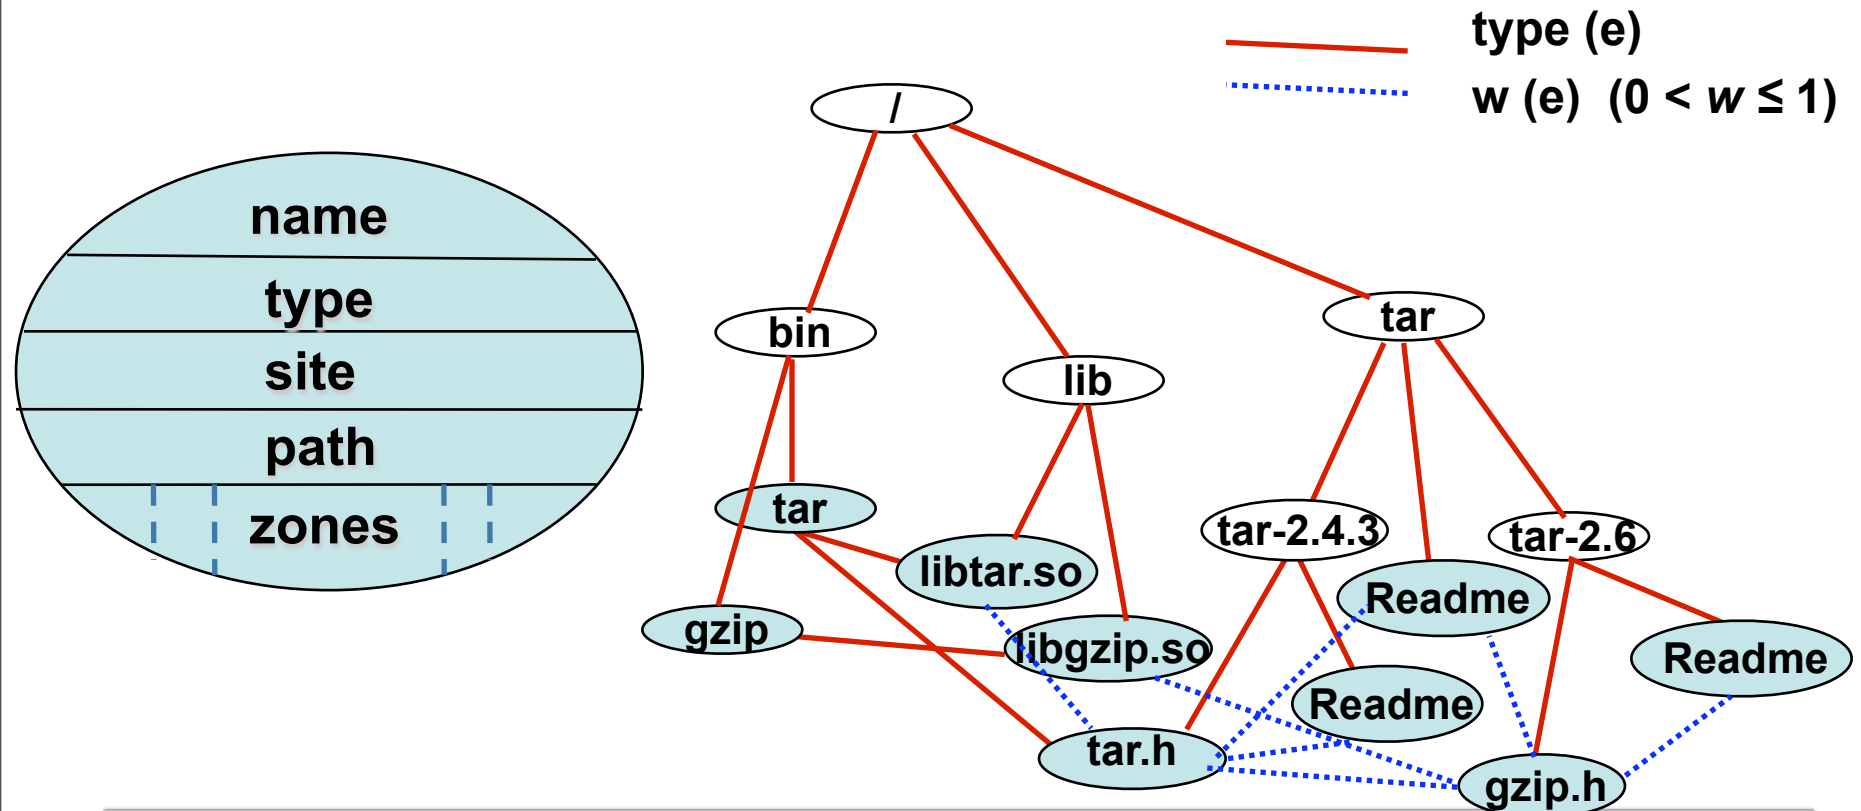 type (e)
w (e)  (0 < w ≤ 1)
/
name
type
site
path
zones
bin
lib
tar
tar
libtar.so
tar-2.4.3
tar-2.6
gzip
libgzip.so
Readme
Readme
Readme
tar.h
gzip.h